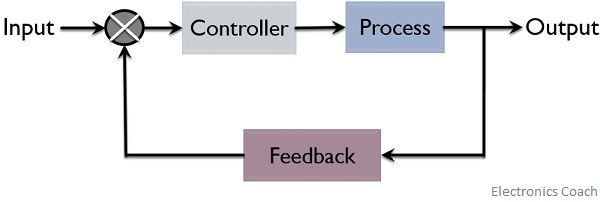 Input
Controller
Process
Output
Feedback
Electronics Coach